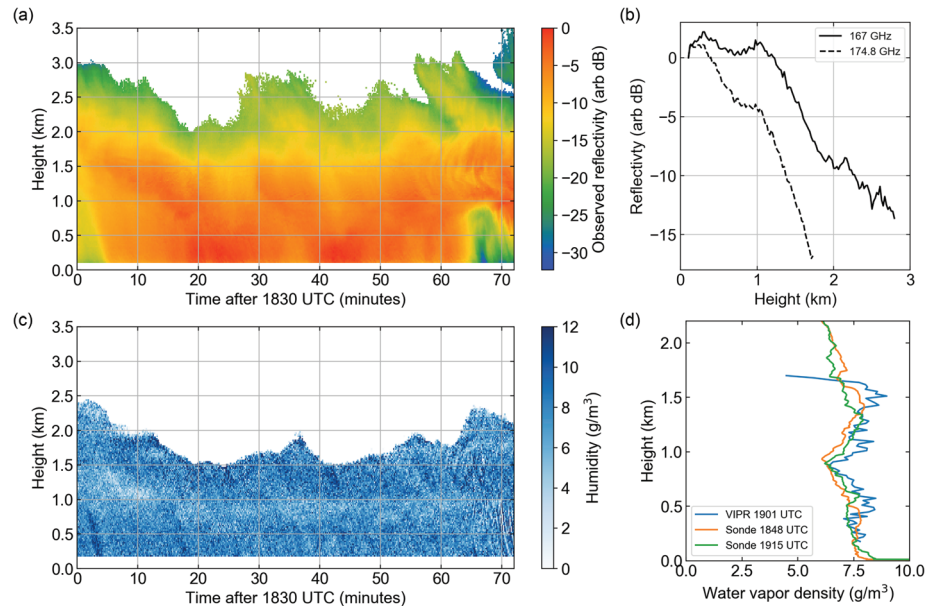 (a)
3.5
3.0
2.5
2.0
1.5
1.0
0.5
0.0
Height (km)
0 10 20 30 40 50 60 70
Time after 1830 UTC (minutes)
0
−5
−10
−15
−20
−25
−30
Observed reflectivity (arb dB)
(b)
0
−5
−10
−15
Reflectivity (arb dB)
167 GHz
174.8 GHz
0 1 2 3
Height (km)
(c)
3.5
3.0
2.5
2.0
1.5
1.0
0.5
0.0
Height (km)
0 10 20 30 40 50 60 70
Time after 1830 UTC (minutes)
12
10
8
6
4
2
0
Humidity (g/m³)
(d)
2.0
1.5
1.0
0.5
0.0
Height (km)
VIPR 1901 UTC
Sonde 1848 UTC
Sonde 1915 UTC
0.0 2.5 5.0 7.5 10.0
Water vapor density (g/m³)